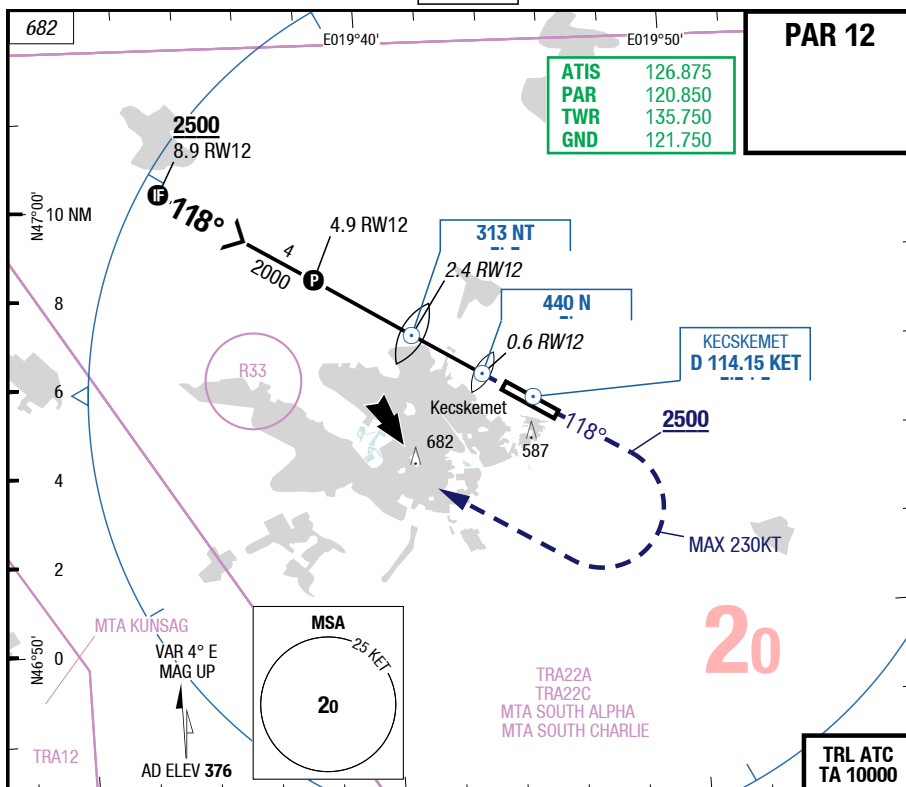 682
E019°40'
E019°50'
PAR 12
ATIS 126.875
PAR 120.850
TWR 135.750
GND 121.750
2500
8.9 RW12
IF
118°
N47°00'
10 NM
4
2000
P
4.9 RW12
313 NT
2.4 RW12
440 N
0.6 RW12
KECSKEMET
D 114.15 KET
8
R33
6
Kecskemet
682
587
118°
2500
4
MAX 230KT
2
MTA KUNSAG
N46°50'
0
VAR 4° E
MAG UP
MSA
25 KET
20
20
TRA22A
TRA22C
MTA SOUTH ALPHA
MTA SOUTH CHARLIE
TRA12
AD ELEV 376
TRL ATC
TA 10000